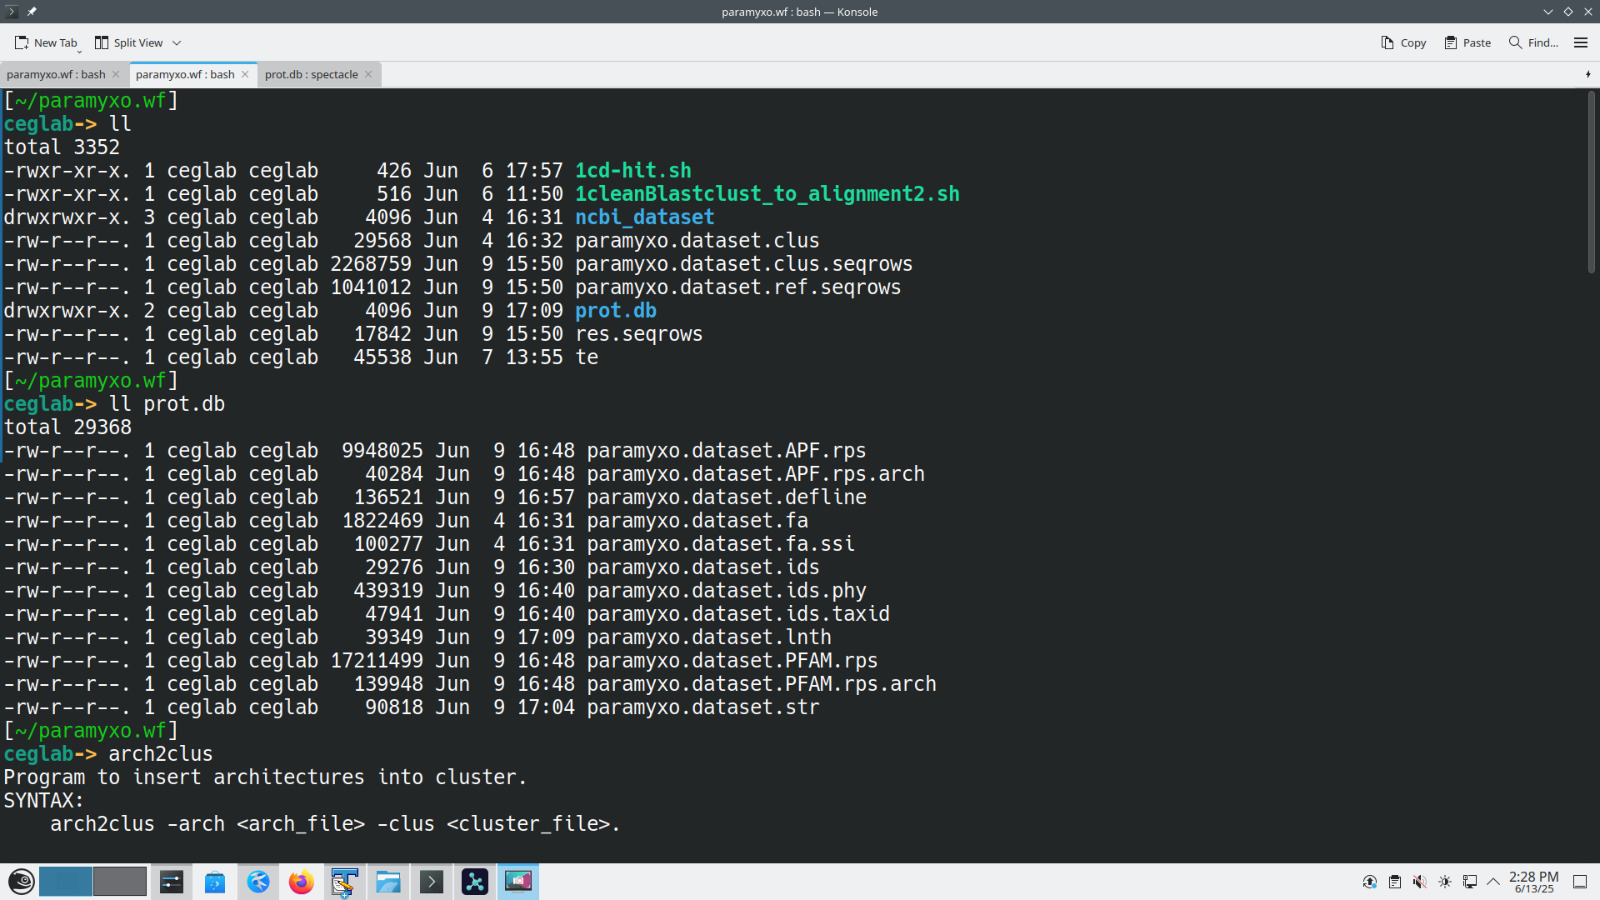 paramyxo.wf : bash — Konsole
New Tab Split View Copy Paste Find...
paramyxo.wf : bash paramyxo.wf : bash prot.db : spectacle
[~/paramyxo.wf]
ceglab-> ll
total 3352
-rwxr-xr-x. 1 ceglab ceglab     426 Jun  6 17:57 1cd-hit.sh
-rwxr-xr-x. 1 ceglab ceglab     516 Jun  6 11:50 1cleanBlastclust_to_alignment2.sh
drwxrwxr-x. 3 ceglab ceglab    4096 Jun  4 16:31 ncbi_dataset
-rw-r--r--. 1 ceglab ceglab   29568 Jun  4 16:32 paramyxo.dataset.clus
-rw-r--r--. 1 ceglab ceglab 2268759 Jun  9 15:50 paramyxo.dataset.clus.seqrows
-rw-r--r--. 1 ceglab ceglab 1041012 Jun  9 15:50 paramyxo.dataset.ref.seqrows
drwxrwxr-x. 2 ceglab ceglab    4096 Jun  9 17:09 prot.db
-rw-r--r--. 1 ceglab ceglab   17842 Jun  9 15:50 res.seqrows
-rw-r--r--. 1 ceglab ceglab   45538 Jun  7 13:55 te
[~/paramyxo.wf]
ceglab-> ll prot.db
total 29368
-rw-r--r--. 1 ceglab ceglab  9948025 Jun  9 16:48 paramyxo.dataset.APF.rps
-rw-r--r--. 1 ceglab ceglab    40284 Jun  9 16:48 paramyxo.dataset.APF.rps.arch
-rw-r--r--. 1 ceglab ceglab   136521 Jun  9 16:57 paramyxo.dataset.defline
-rw-r--r--. 1 ceglab ceglab  1822469 Jun  4 16:31 paramyxo.dataset.fa
-rw-r--r--. 1 ceglab ceglab   100277 Jun  4 16:31 paramyxo.dataset.fa.ssi
-rw-r--r--. 1 ceglab ceglab    29276 Jun  9 16:30 paramyxo.dataset.ids
-rw-r--r--. 1 ceglab ceglab   439319 Jun  9 16:40 paramyxo.dataset.ids.phy
-rw-r--r--. 1 ceglab ceglab    47941 Jun  9 16:40 paramyxo.dataset.ids.taxid
-rw-r--r--. 1 ceglab ceglab    39349 Jun  9 17:09 paramyxo.dataset.lnth
-rw-r--r--. 1 ceglab ceglab 17211499 Jun  9 16:48 paramyxo.dataset.PFAM.rps
-rw-r--r--. 1 ceglab ceglab   139948 Jun  9 16:48 paramyxo.dataset.PFAM.rps.arch
-rw-r--r--. 1 ceglab ceglab    90818 Jun  9 17:04 paramyxo.dataset.str
[~/paramyxo.wf]
ceglab-> arch2clus
Program to insert architectures into cluster.
SYNTAX:
    arch2clus -arch <arch_file> -clus <cluster_file>.
2:28 PM
6/13/25